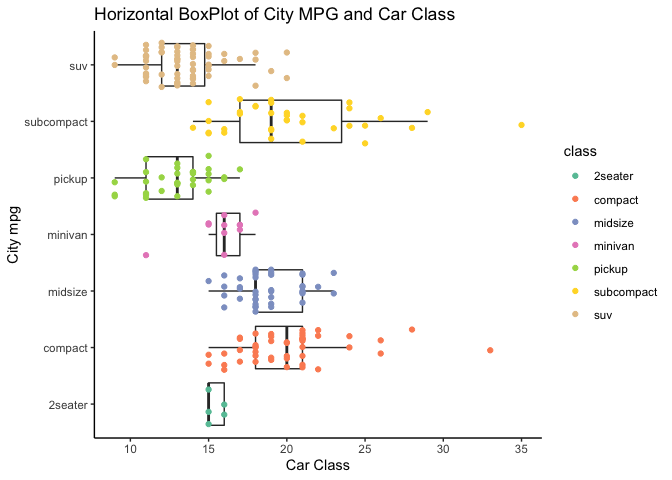 Horizontal BoxPlot of City MPG and Car Class
City mpg
suv
subcompact
pickup
minivan
midsize
compact
2seater
10 15 20 25 30 35
Car Class
class
2seater
compact
midsize
minivan
pickup
subcompact
suv